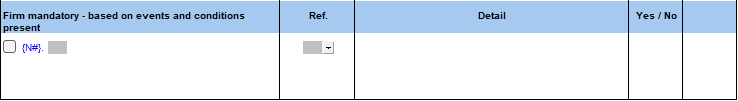 Firm mandatory - based on events and conditions present Ref. Detail Yes / No
{N#}.